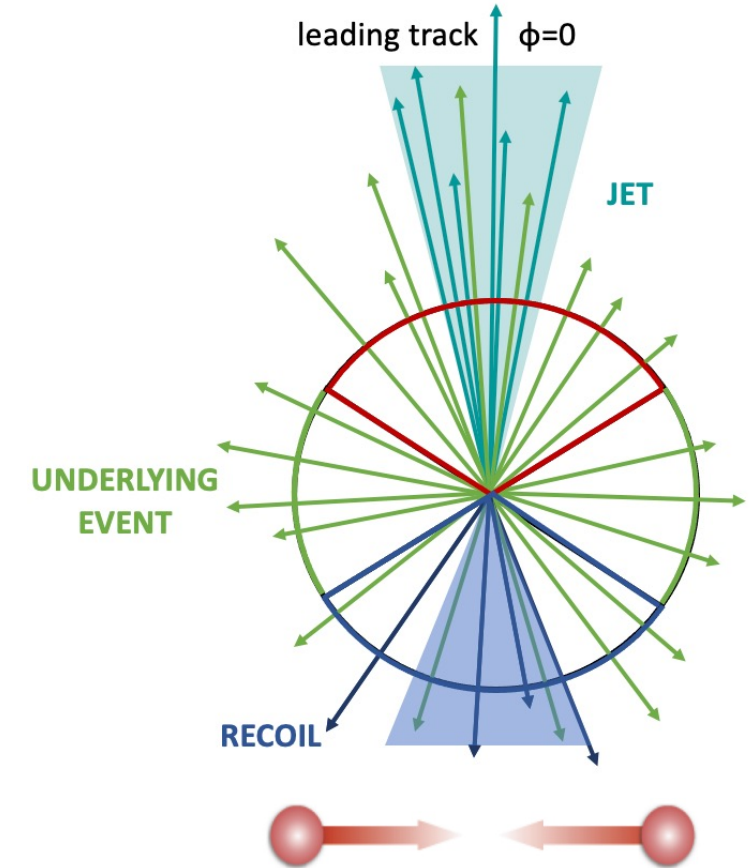 leading track ϕ=0
JET
UNDERLYING
EVENT
RECOIL